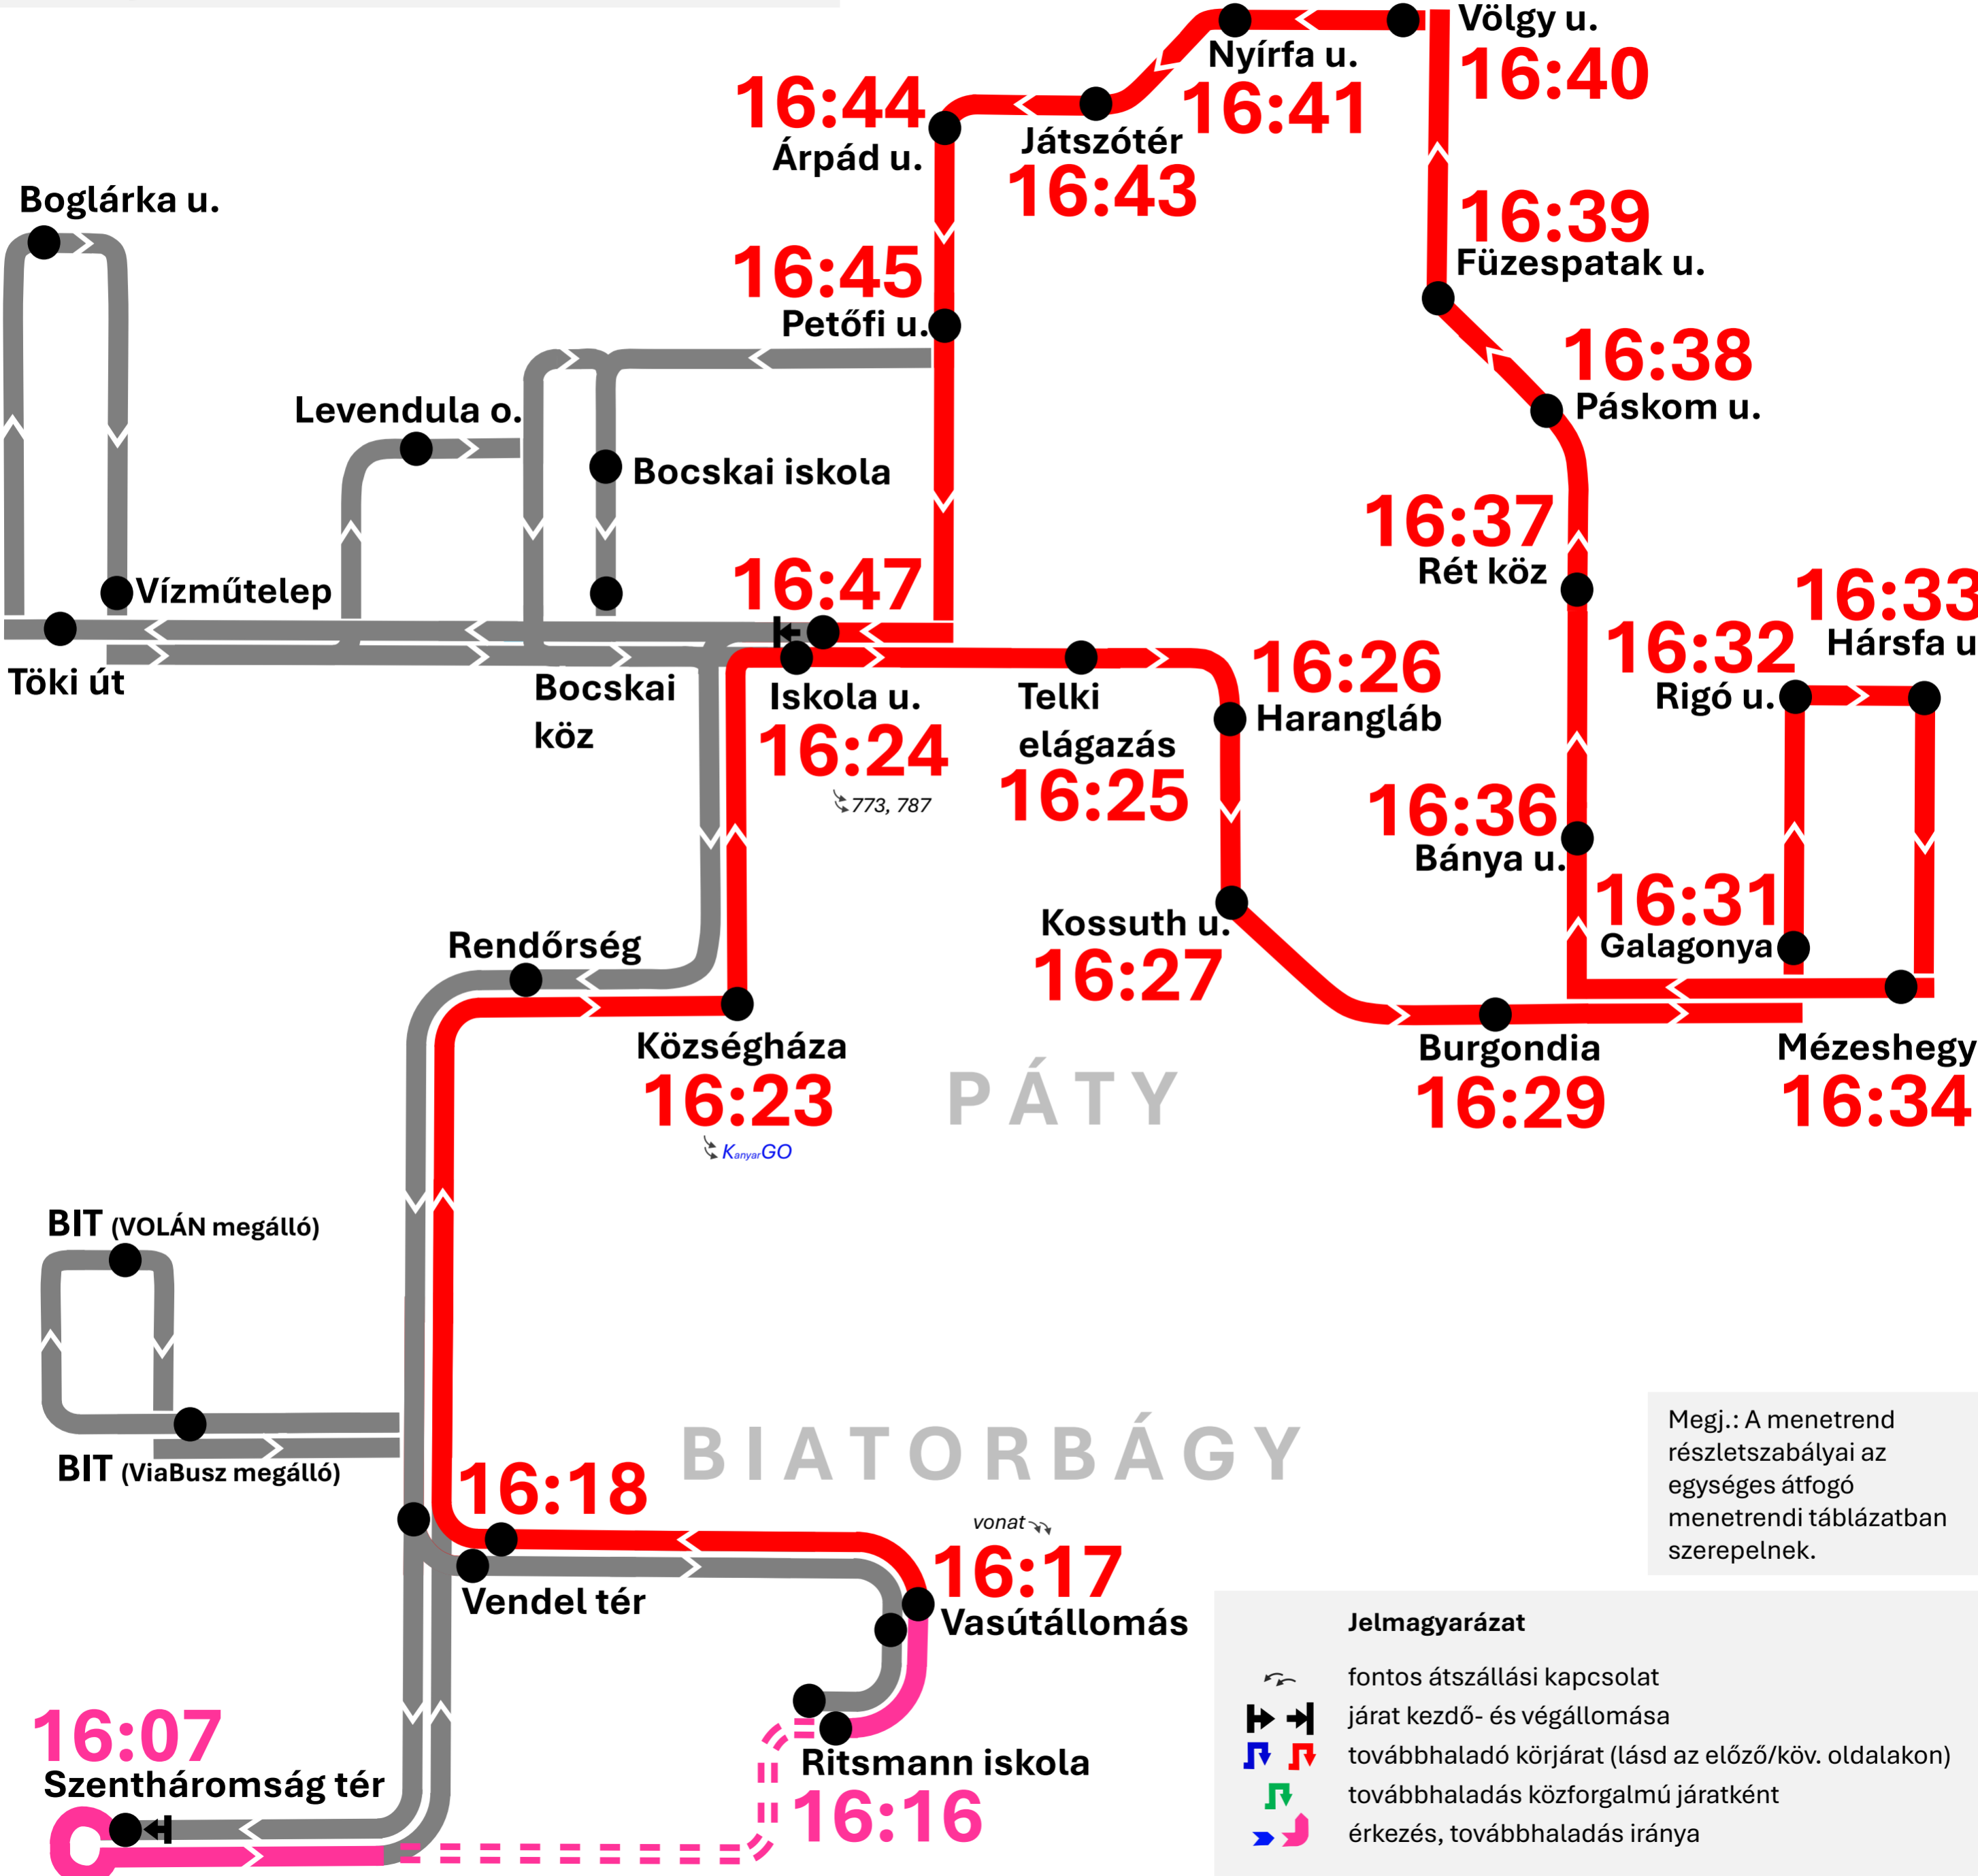 Völgy u.
16:40
Nyírfa u.
16:41
16:44
Árpád u.
Játszótér
16:43
Boglárka u.
16:39
Füzespatak u.
16:45
Petőfi u.
16:38
Páskom u.
Levendula o.
Bocskai iskola
16:37
Rét köz
Vízműtelep
16:47
16:33
Hársfa u
16:32
Rigó u.
Töki út
Bocskai
köz
Iskola u.
16:24
773, 787
Telki
elágazás
16:25
16:26
Harangláb
16:36
Bánya u.
16:31
Galagonya
Kossuth u.
16:27
Rendőrség
Községháza
16:23
KanyarGO
PÁTY
Burgondia
16:29
Mézeshegy
16:34
BIT (VOLÁN megálló)
BIT (ViaBusz megálló)
BIATORBÁGY
16:18
vonat
16:17
Vasútállomás
Vendel tér
Megj.: A menetrend
részletszabályai az
egységes átfogó
menetrendi táblázatban
szerepelnek.
16:07
Szentháromság tér
Ritsmann iskola
16:16
Jelmagyarázat
fontos átszállási kapcsolat
járat kezdő- és végállomása
továbbhaladó körjárat (lásd az előző/köv. oldalakon)
továbbhaladás közforgalmú járatként
érkezés, továbbhaladás iránya